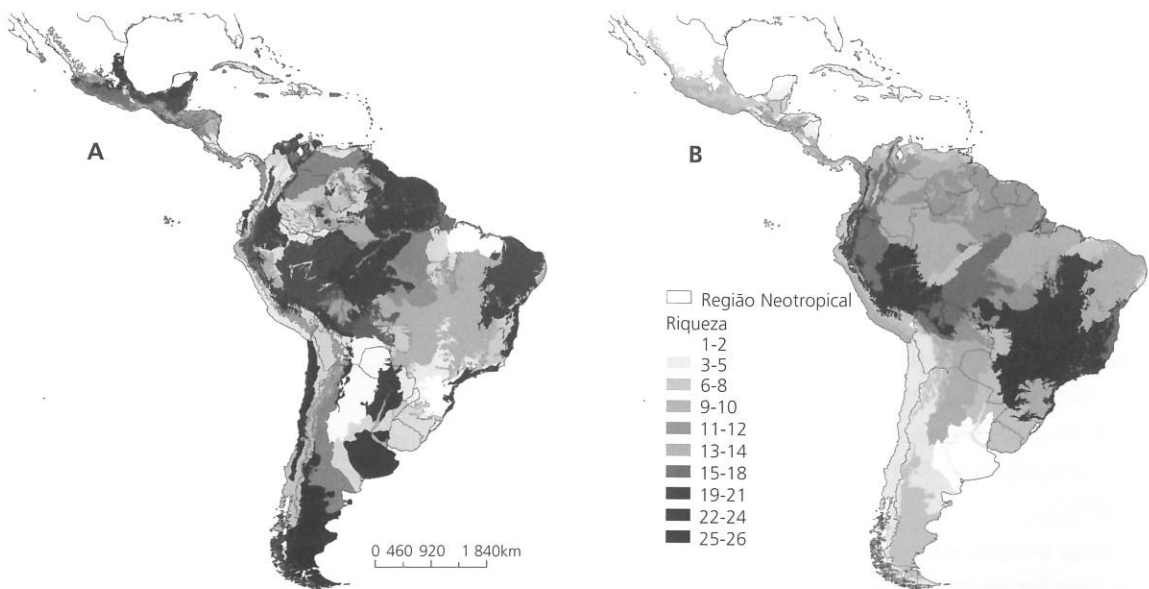 A
B
Região Neotropical
Riqueza
1-2
3-5
6-8
9-10
11-12
13-14
15-18
19-21
22-24
25-26
0 460 920 1 840km